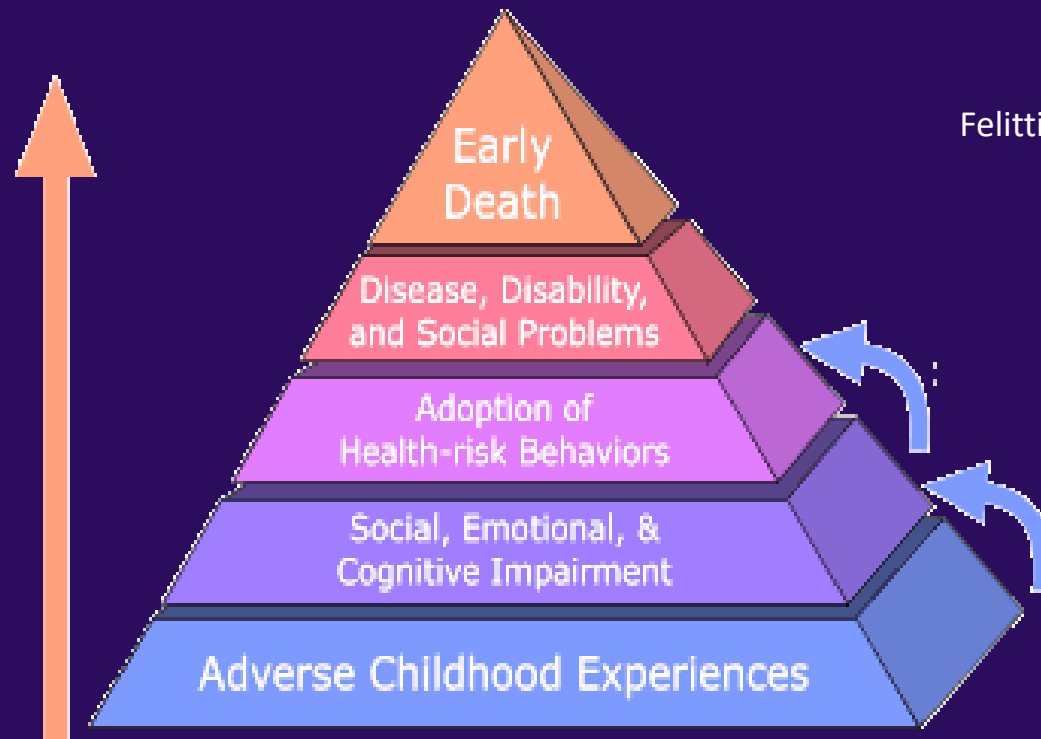 Felitti
Early
Death
Disease, Disability,
and Social Problems
Adoption of
Health-risk Behaviors
:
Social, Emotional, &
Cognitive Impairment
Adverse Childhood Experiences